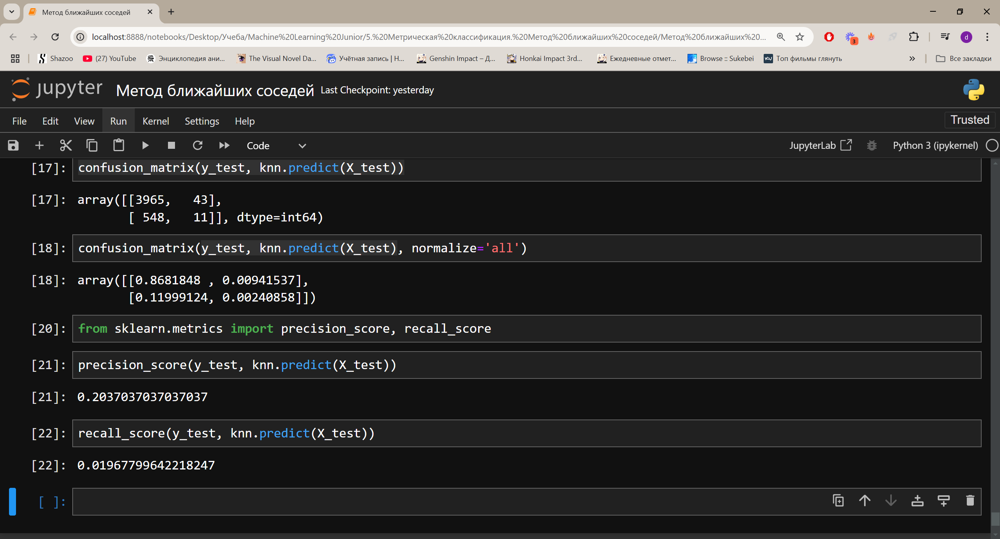 Метод ближайших соседей
localhost:8888/notebooks/Desktop/Учеба/Machine%20Learning%20Junior/5.%20Метрическая%20классификация.%20Метод%20ближайших%20соседей/Метод%20ближайших%20...
3
d
Shazoo
(27) YouTube
Энциклопедия ани...
The Visual Novel Da...
Учётная запись | H...
Genshin Impact – Д...
Honkai Impact 3rd...
Ежедневные отмет...
Browse :: Sukebei
Топ фильмы глянуть
Все закладки
jupyter Метод ближайших соседей Last Checkpoint: yesterday
File Edit View Run Kernel Settings Help Trusted
Code JupyterLab Python 3 (ipykernel)
[17]: confusion_matrix(y_test, knn.predict(X_test))
[17]: array([[3965,   43],
       [ 548,   11]], dtype=int64)
[18]: confusion_matrix(y_test, knn.predict(X_test), normalize='all')
[18]: array([[0.8681848 , 0.00941537],
       [0.11999124, 0.00240858]])
[20]: from sklearn.metrics import precision_score, recall_score
[21]: precision_score(y_test, knn.predict(X_test))
[21]: 0.2037037037037037
[22]: recall_score(y_test, knn.predict(X_test))
[22]: 0.01967799642218247
[ ]: